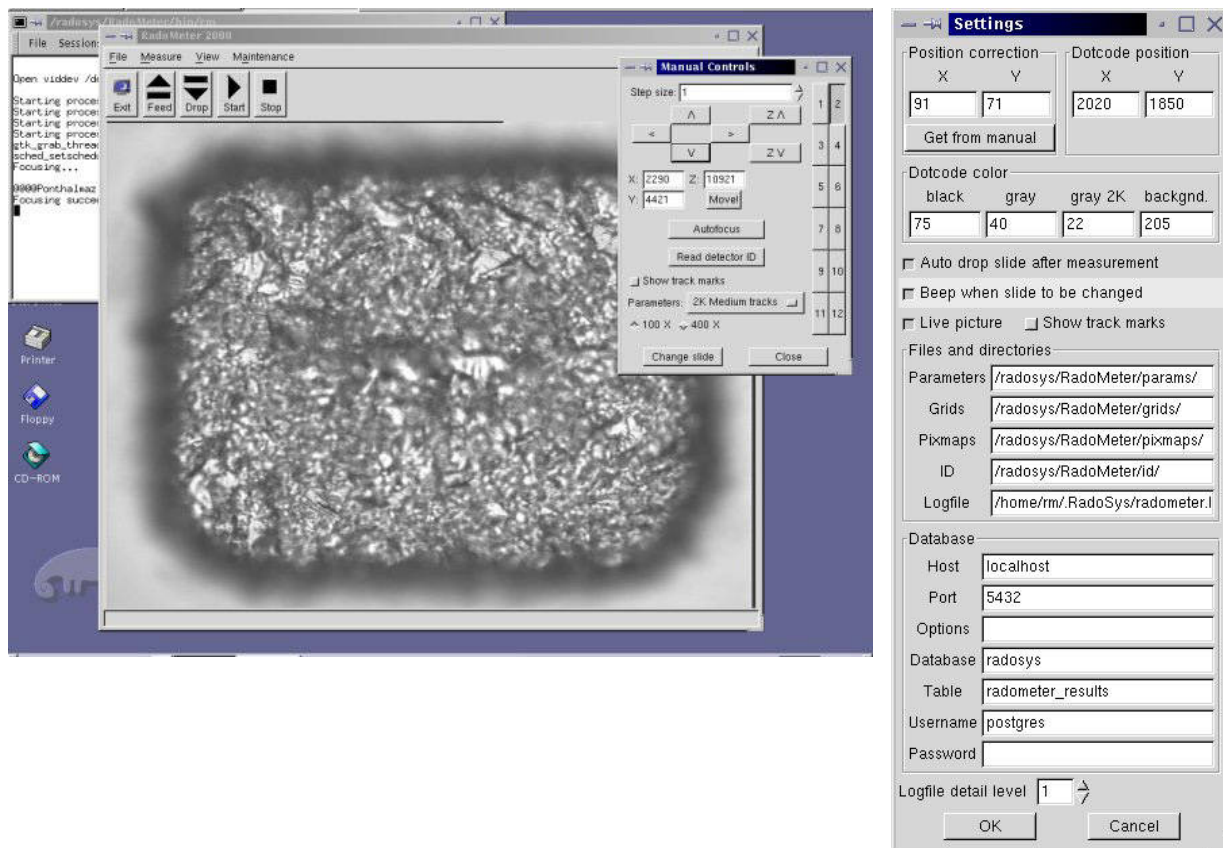 /radosys/RadoMeter/bin/rm
File Session
Open viddev /d
Starting proce
Starting proce
Starting proce
Starting proce
gtk_grab_threa
sched_setsched
Focusing...
0000Ponthalmaz
Focusing succe
Printer
Floppy
CD-ROM
RadoMeter 2000
File Measure View Maintenance
Exit Feed Drop Start Stop
Manual Controls
Step size: 1
Λ Z Λ
< >
V Z V
X: 2290 Z: 10921
Y: 4421 Move!
Autofocus
Read detector ID
Show track marks
Parameters: 2K Medium tracks
100 X 400 X
Change slide Close
1 2
3 4
5 6
7 8
9 10
11 12
Settings
Position correction Dotcode position
X Y X Y
91 71 2020 1850
Get from manual
Dotcode color
black gray gray 2K backgnd.
75 40 22 205
Auto drop slide after measurement
Beep when slide to be changed
Live picture Show track marks
Files and directories
Parameters /radosys/RadoMeter/params/
Grids /radosys/RadoMeter/grids/
Pixmaps /radosys/RadoMeter/pixmaps/
ID /radosys/RadoMeter/id/
Logfile /home/rm/.RadoSys/radometer.l
Database
Host localhost
Port 5432
Options
Database radosys
Table radometer_results
Username postgres
Password
Logfile detail level 1
OK Cancel